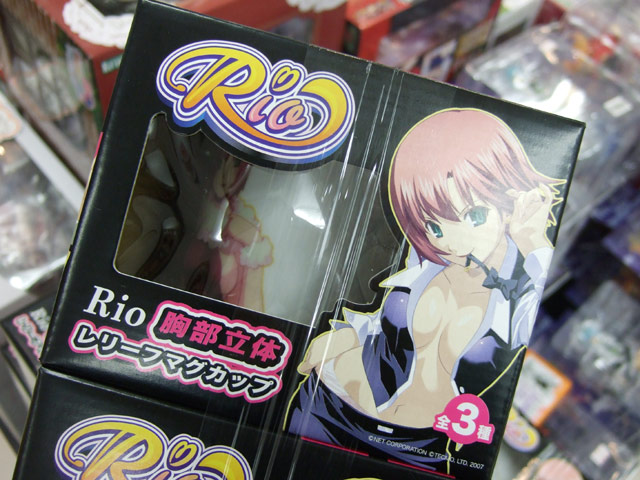 Rio
Rio 胸部立体
レリーフマグカップ
全3種
©NET CORPORATION ©TECMO, LTD. 2007
Rio